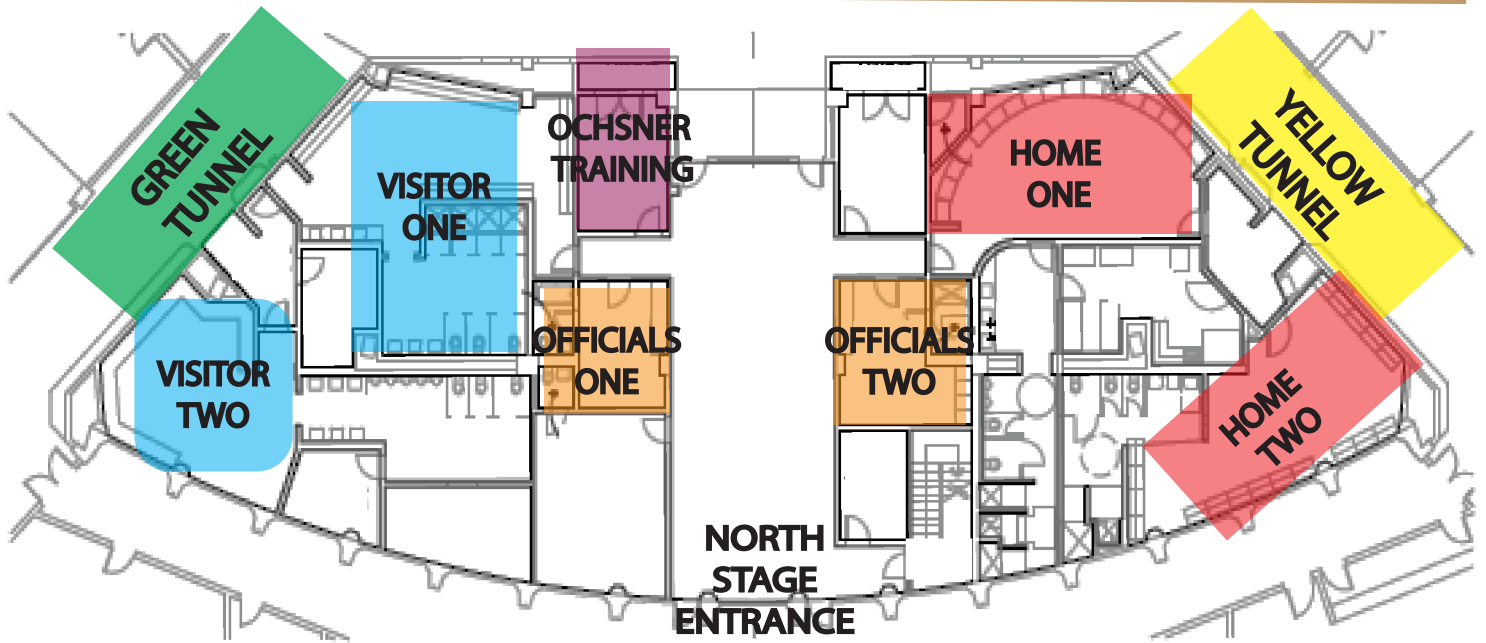 GREEN
TUNNEL
VISITOR
ONE
OCHSNER
TRAINING
HOME
ONE
YELLOW
TUNNEL
VISITOR
TWO
OFFICIALS
ONE
OFFICIALS
TWO
HOME
TWO
NORTH
STAGE
ENTRANCE